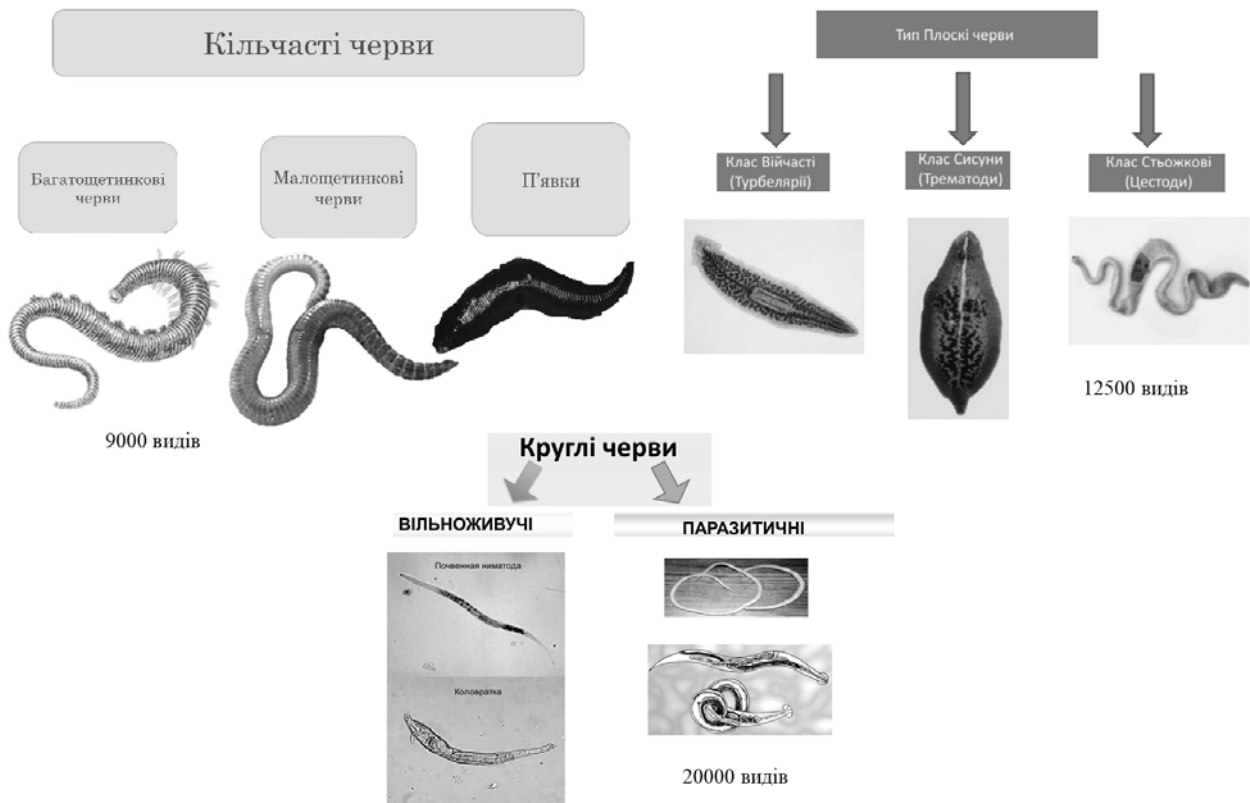 Кільчасті черви
Багатощетинкові
черви
Малощетинкові
черви
П'явки
9000 видів
Тип Плоскі черви
Клас Війчасті
(Турбелярії)
Клас Сисуни
(Трематоди)
Клас Стьожкові
(Цестоди)
12500 видів
Круглі черви
ВІЛЬНОЖИВУЧІ
Почвенная ниматода
Коловратка
ПАРАЗИТИЧНІ
20000 видів